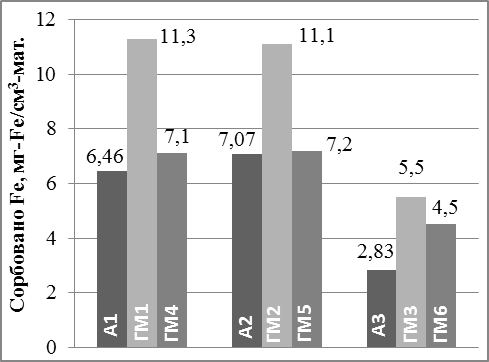 Сорбовано Fe, мг-Fe/см³-мат.
12
10
8
6
4
2
0
6,46
11,3
7,1
7,07
11,1
7,2
2,83
5,5
4,5
А1
ГМ1
ГМ4
А2
ГМ2
ГМ5
А3
ГМ3
ГМ6